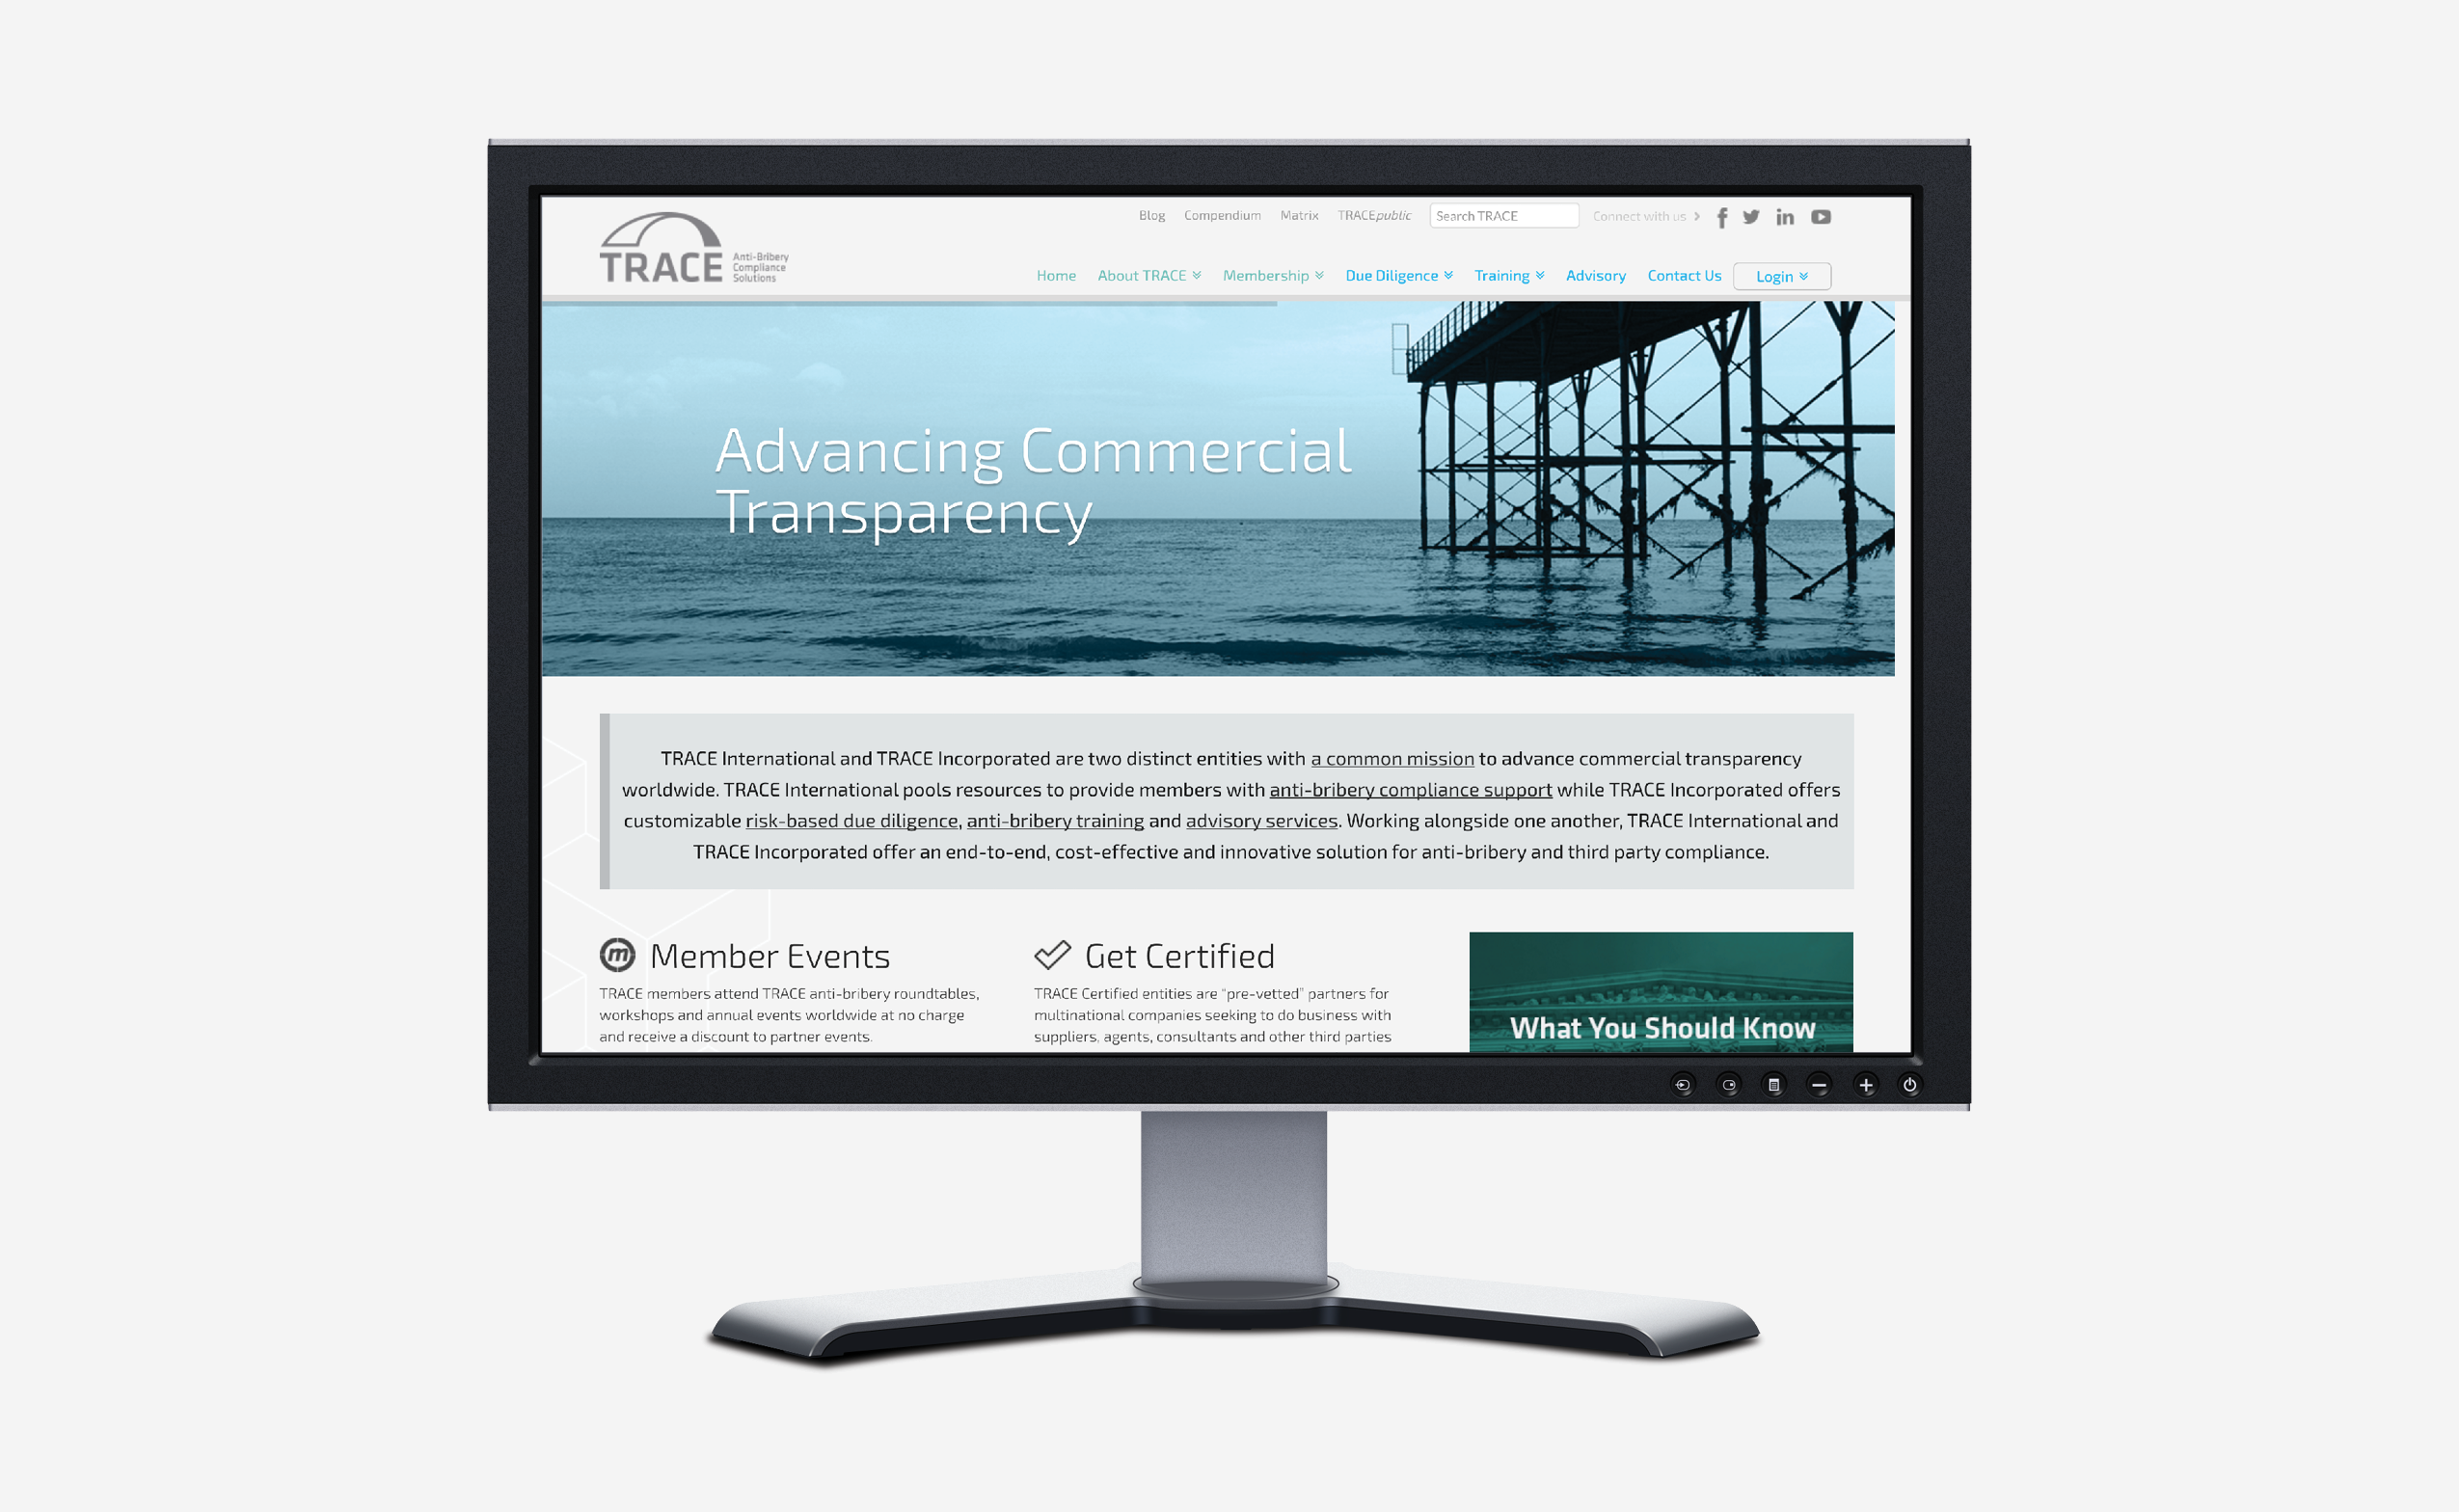 Blog Compendium Matrix TRACEpublic Search TRACE Connect with us
TRACE Anti-Bribery
Compliance
Solutions
Home About TRACE Membership Due Diligence Training Advisory Contact Us Login
Advancing Commercial
Transparency
TRACE International and TRACE Incorporated are two distinct entities with a common mission to advance commercial transparency
worldwide. TRACE International pools resources to provide members with anti-bribery compliance support while TRACE Incorporated offers
customizable risk-based due diligence, anti-bribery training and advisory services. Working alongside one another, TRACE International and
TRACE Incorporated offer an end-to-end, cost-effective and innovative solution for anti-bribery and third party compliance.
m Member Events
TRACE members attend TRACE anti-bribery roundtables,
workshops and annual events worldwide at no charge
and receive a discount to partner events.
Get Certified
TRACE Certified entities are “pre-vetted” partners for
multinational companies seeking to do business with
suppliers, agents, consultants and other third parties
What You Should Know